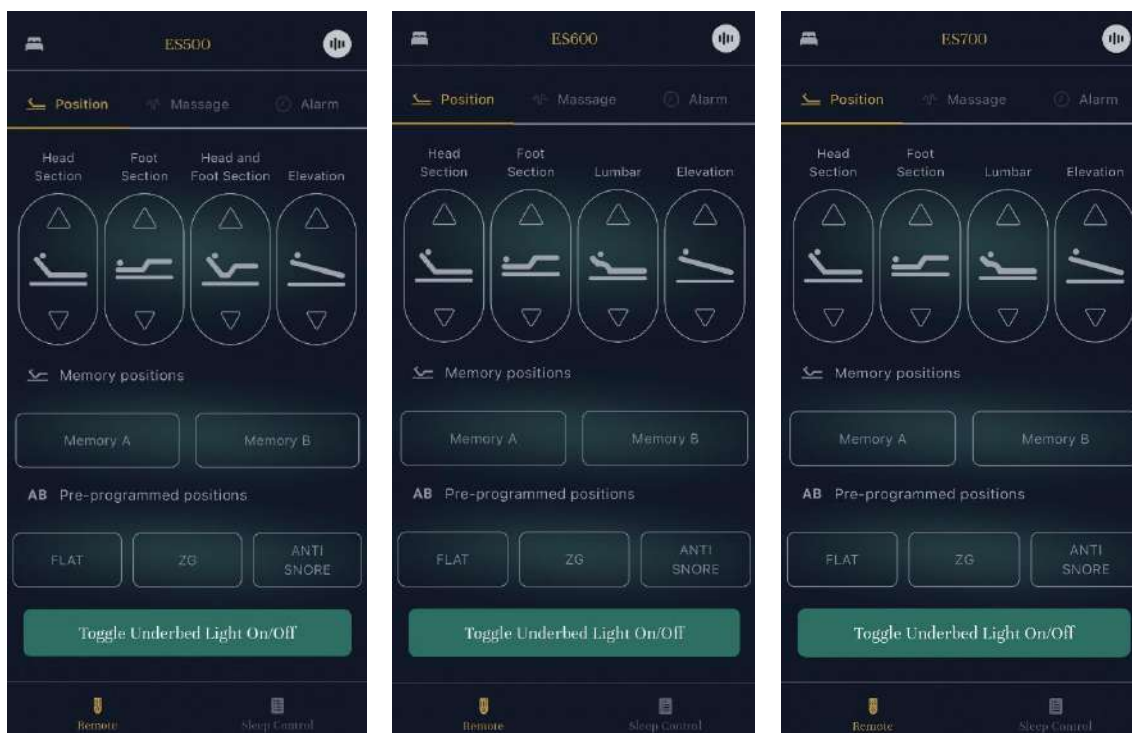 ES500
Position Massage Alarm
Head Section
Foot Section
Head and Foot Section
Elevation
Memory positions
Memory A Memory B
AB Pre-programmed positions
FLAT ZG ANTI SNORE
Toggle Underbed Light On/Off
Remote Sleep Control
ES600
Position Massage Alarm
Head Section
Foot Section
Lumbar
Elevation
Memory positions
Memory A Memory B
AB Pre-programmed positions
FLAT ZG ANTI SNORE
Toggle Underbed Light On/Off
Remote Sleep Control
ES700
Position Massage Alarm
Head Section
Foot Section
Lumbar
Elevation
Memory positions
Memory A Memory B
AB Pre-programmed positions
FLAT ZG ANTI SNORE
Toggle Underbed Light On/Off
Remote Sleep Control